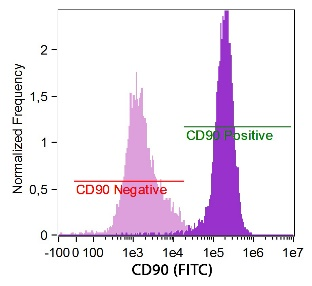 Normalized Frequency
2
1,5
1
0,5
0
CD90 Positive
CD90 Negative
-100 0 100 1e3 1e4 1e5 1e6 1e7
CD90 (FITC)